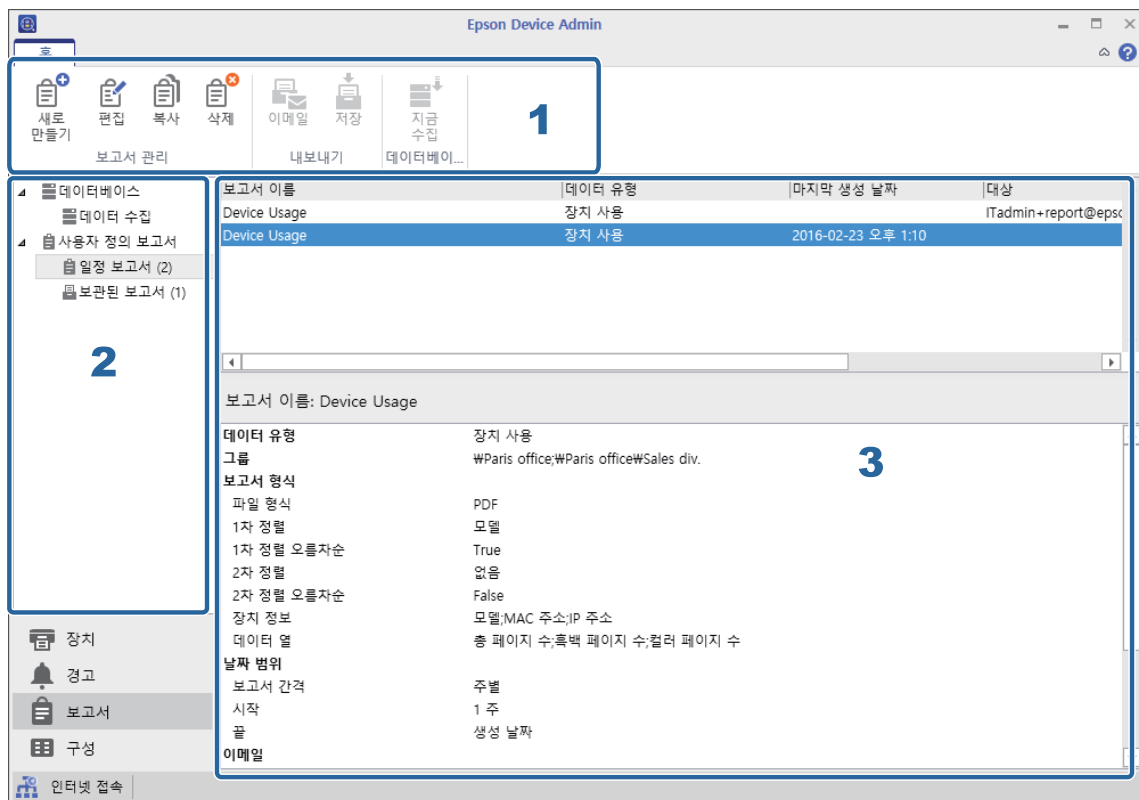 Epson Device Admin
홈
새로 만들기 편집 복사 삭제 이메일 저장 지금 수집
보고서 관리 내보내기 데이터베이...
1
데이터베이스
데이터 수집
사용자 정의 보고서
일정 보고서 (2)
보관된 보고서 (1)
2
장치
경고
보고서
구성
인터넷 접속
보고서 이름 데이터 유형 마지막 생성 날짜 대상
Device Usage 장치 사용 ITadmin+report@epsc
Device Usage 장치 사용 2016-02-23 오후 1:10
보고서 이름: Device Usage
데이터 유형 장치 사용
그룹 ₩Paris office;₩Paris office₩Sales div.
3
보고서 형식
파일 형식 PDF
1차 정렬 모델
1차 정렬 오름차순 True
2차 정렬 없음
2차 정렬 오름차순 False
장치 정보 모델;MAC 주소;IP 주소
데이터 열 총 페이지 수;흑백 페이지 수;컬러 페이지 수
날짜 범위
보고서 간격 주별
시작 1 주
끝 생성 날짜
이메일